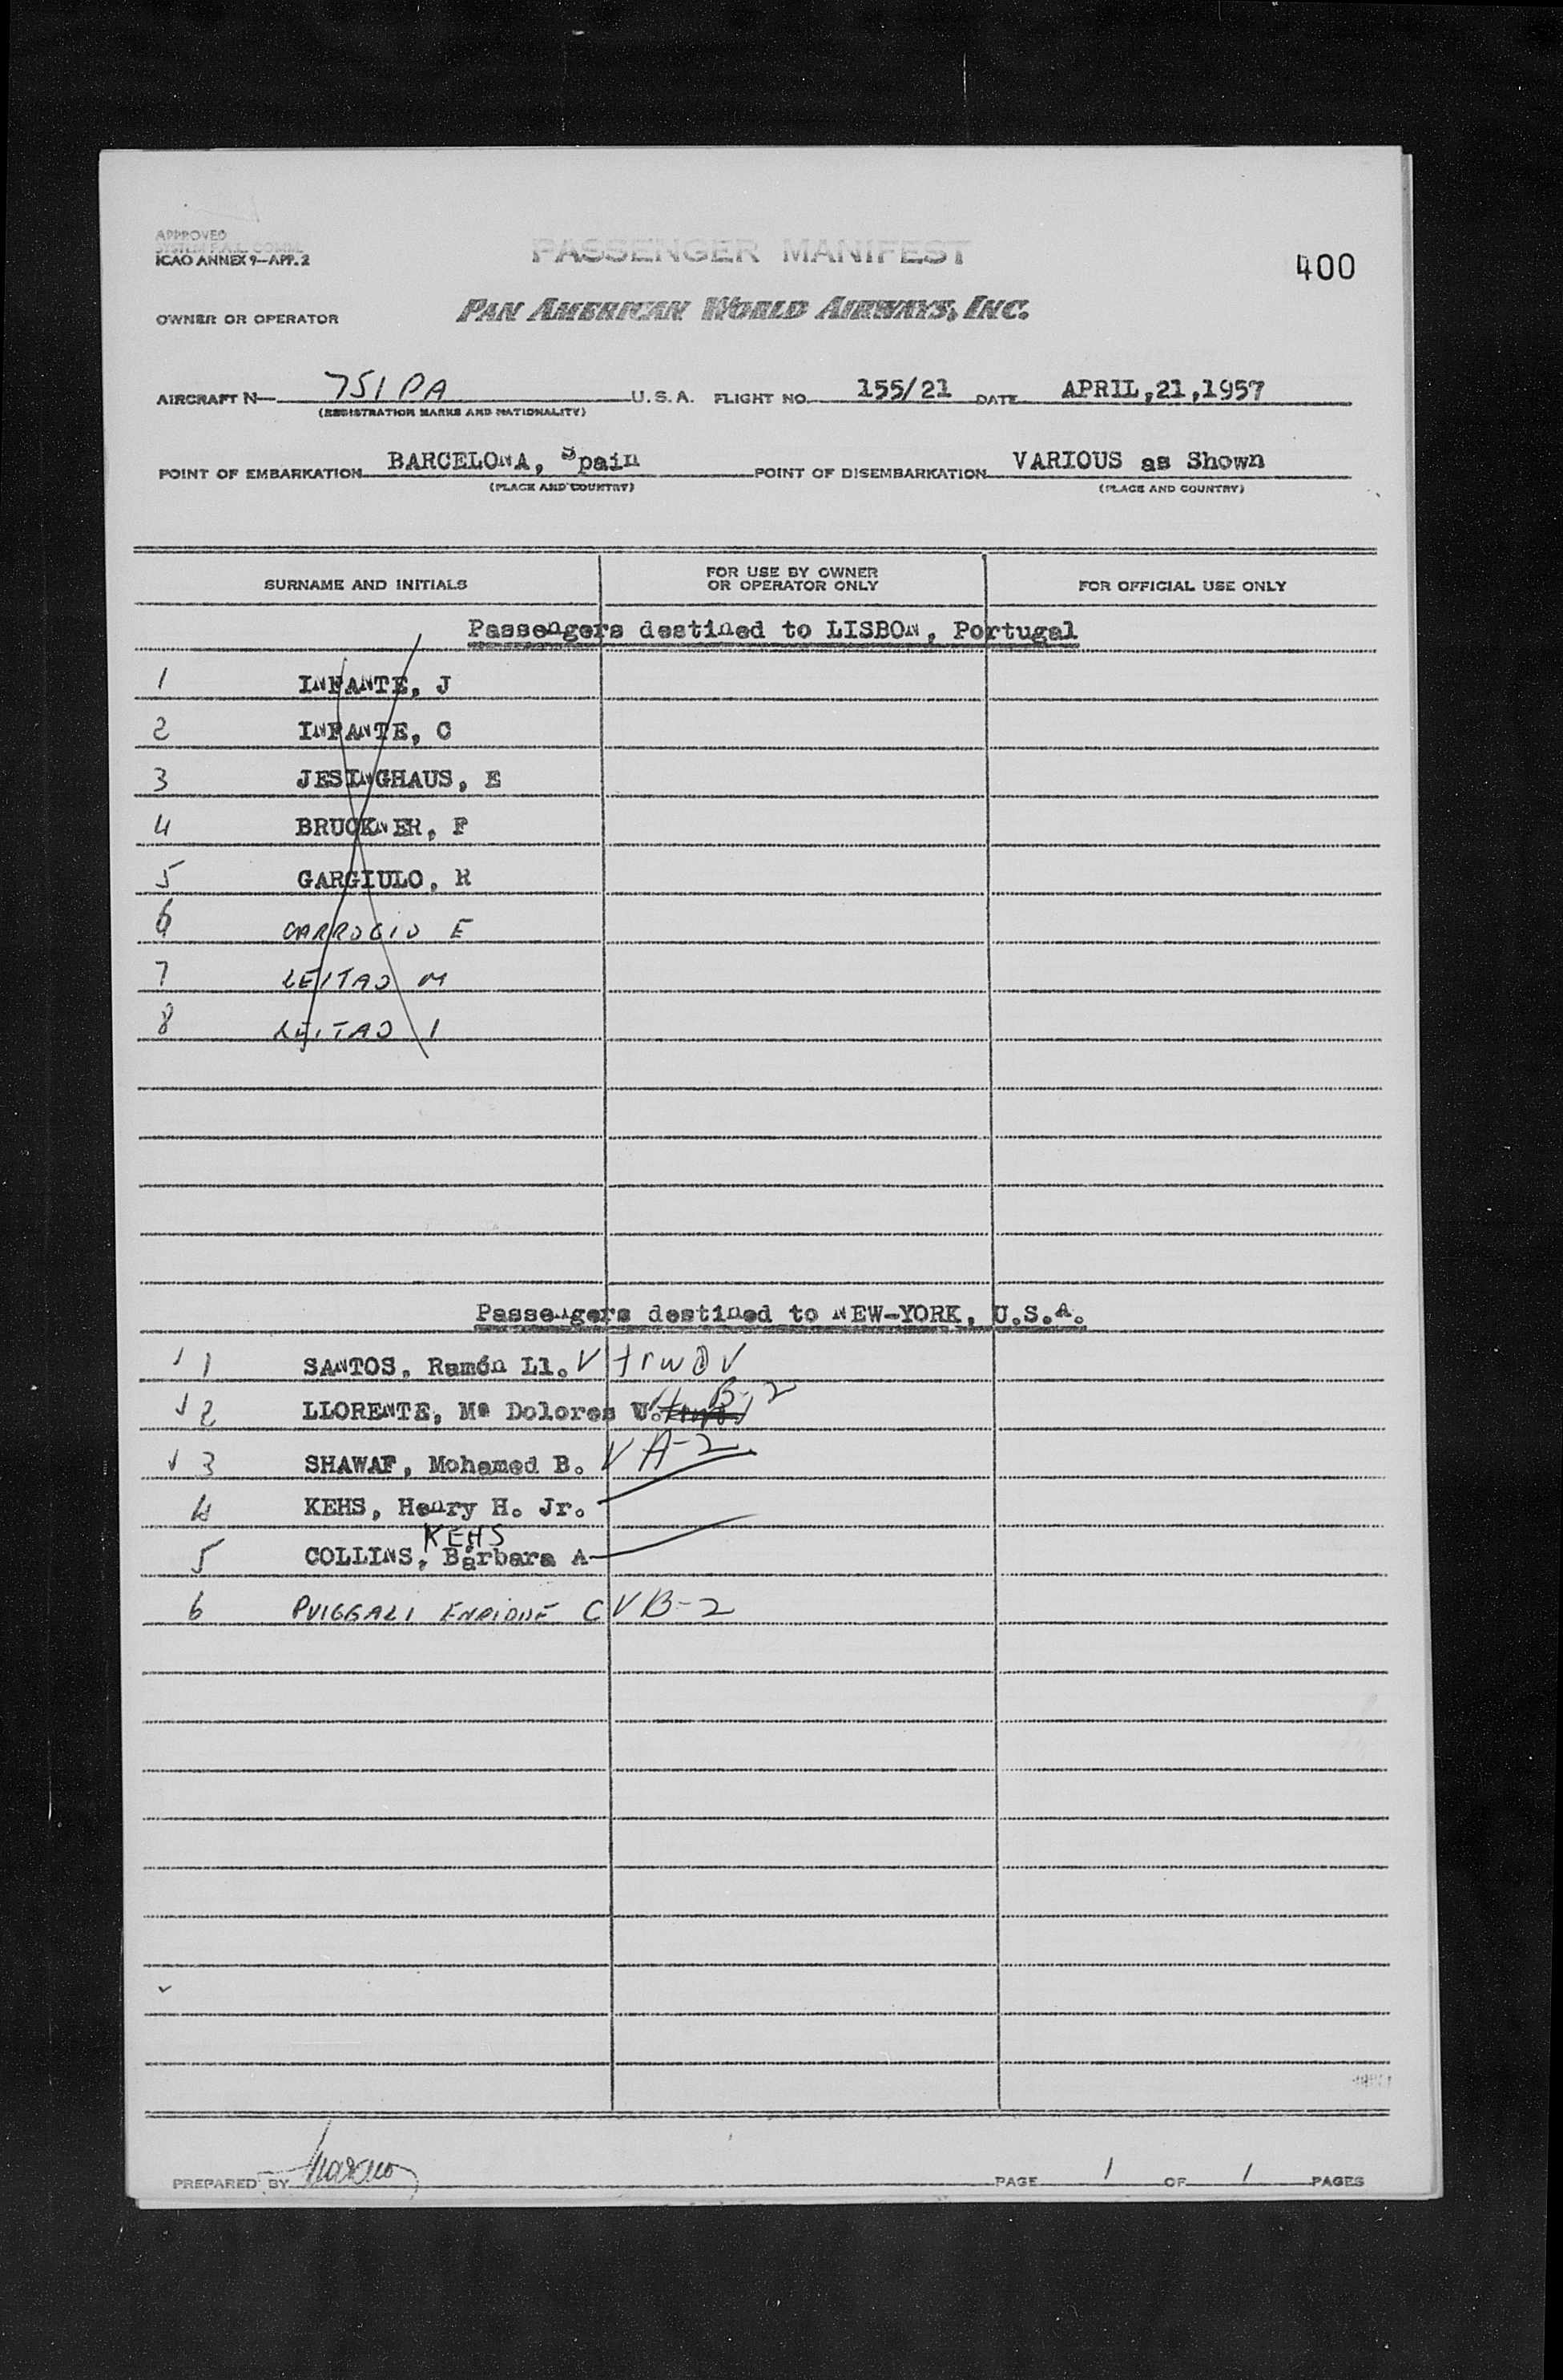 APPROVED
SYSTEM F.A.L. COMM.
ICAO ANNEX 9—APP. 2
PASSENGER MANIFEST
400
OWNER OR OPERATOR PAN AMERICAN WORLD AIRWAYS, INC.
AIRCRAFT N— 751PA U.S.A. FLIGHT NO. 155/21 DATE APRIL,21,1957
(REGISTRATION MARKS AND NATIONALITY)
POINT OF EMBARKATION BARCELONA, Spain POINT OF DISEMBARKATION VARIOUS as Shown
(PLACE AND COUNTRY) (PLACE AND COUNTRY)
SURNAME AND INITIALS FOR USE BY OWNER OR OPERATOR ONLY FOR OFFICIAL USE ONLY
Passengers destined to LISBON, Portugal
1 INFANTE, J
2 INFANTE, C
3 JESINGHAUS, E
4 BRUCKNER, F
5 GARGIULO, R
6 CARROGIO E
7 LEITAO M
8 LEITAO I
Passengers destined to NEW-YORK, U.S.A.
1 SANTOS, Ramón Ll. trwov
B-2
2 LLORENTE, Mª Dolores U.
3 SHAWAF, Mohamed B. A-2
4 KEHS, Henry H. Jr.
KEHS
5 COLLINS, Barbara A
6 PUIGGALI ENRIQUE C B-2
PREPARED BY PAGE 1 OF 1 PAGES